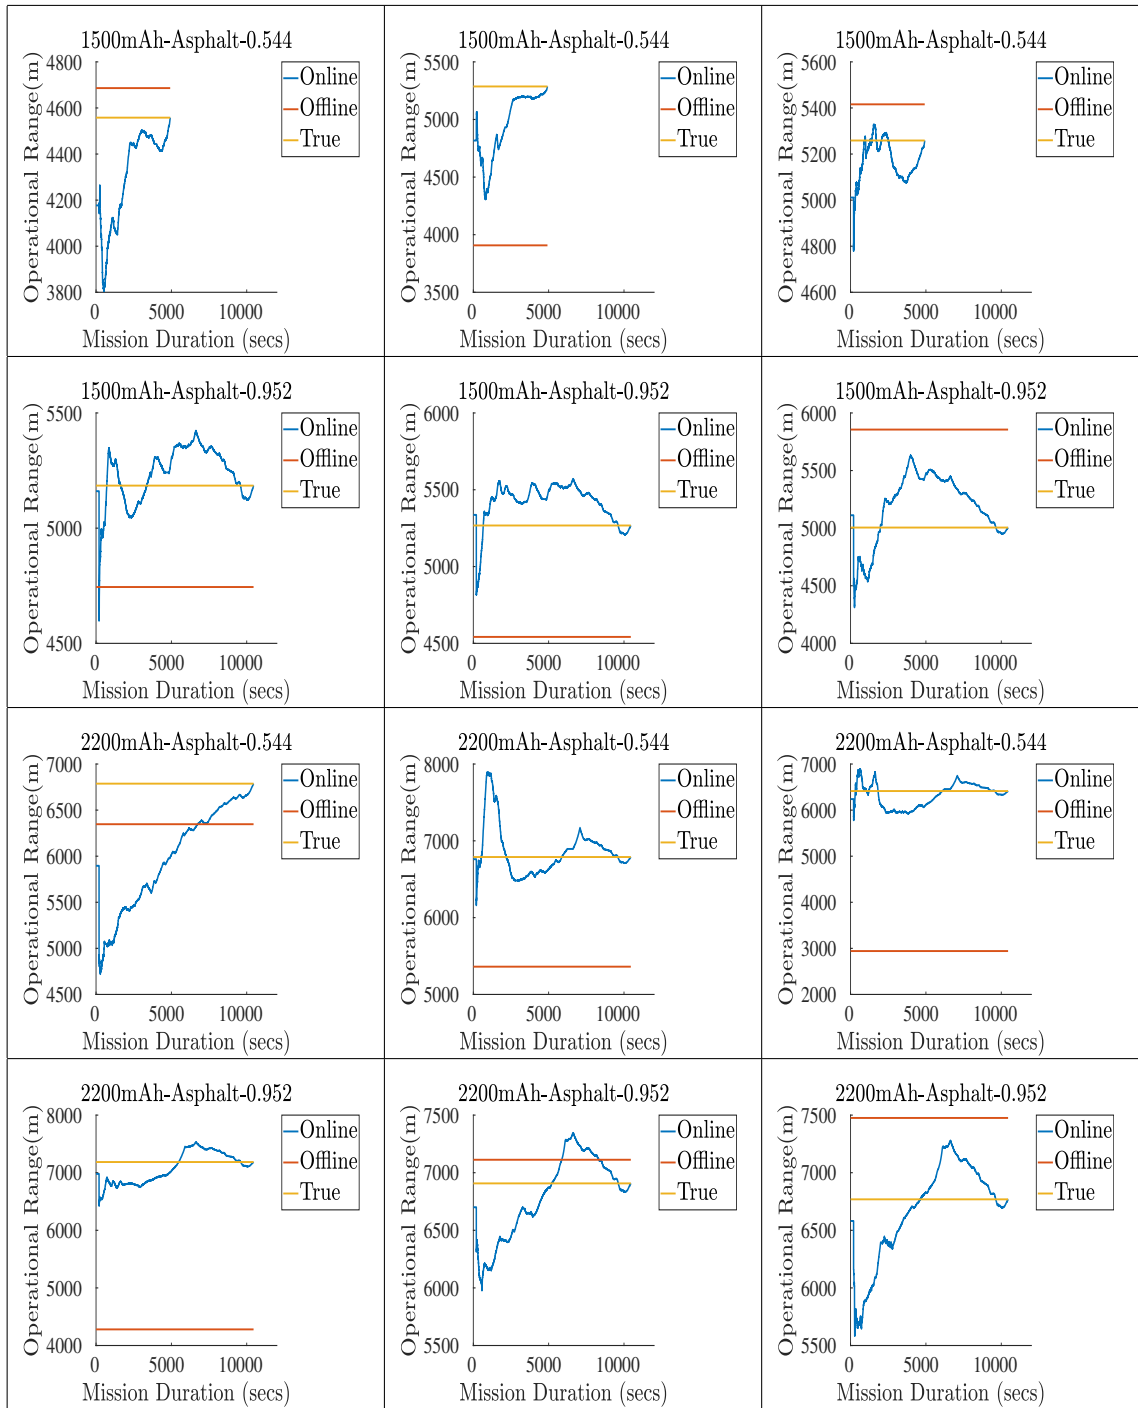 1500mAh-Asphalt-0.544
Operational Range(m)
4800
4600
4400
4200
4000
3800
0 5000 10000
Mission Duration (secs)
Online
Offline
True
1500mAh-Asphalt-0.544
Operational Range(m)
5500
5000
4500
4000
3500
0 5000 10000
Mission Duration (secs)
Online
Offline
True
1500mAh-Asphalt-0.544
Operational Range(m)
5600
5400
5200
5000
4800
4600
0 5000 10000
Mission Duration (secs)
Online
Offline
True
1500mAh-Asphalt-0.952
Operational Range(m)
5500
5000
4500
0 5000 10000
Mission Duration (secs)
Online
Offline
True
1500mAh-Asphalt-0.952
Operational Range(m)
6000
5500
5000
4500
0 5000 10000
Mission Duration (secs)
Online
Offline
True
1500mAh-Asphalt-0.952
Operational Range(m)
6000
5500
5000
4500
4000
0 5000 10000
Mission Duration (secs)
Online
Offline
True
2200mAh-Asphalt-0.544
Operational Range(m)
7000
6500
6000
5500
5000
4500
0 5000 10000
Mission Duration (secs)
Online
Offline
True
2200mAh-Asphalt-0.544
Operational Range(m)
8000
7000
6000
5000
0 5000 10000
Mission Duration (secs)
Online
Offline
True
2200mAh-Asphalt-0.544
Operational Range(m)
7000
6000
5000
4000
3000
2000
0 5000 10000
Mission Duration (secs)
Online
Offline
True
2200mAh-Asphalt-0.952
Operational Range(m)
8000
7000
6000
5000
4000
0 5000 10000
Mission Duration (secs)
Online
Offline
True
2200mAh-Asphalt-0.952
Operational Range(m)
7500
7000
6500
6000
5500
0 5000 10000
Mission Duration (secs)
Online
Offline
True
2200mAh-Asphalt-0.952
Operational Range(m)
7500
7000
6500
6000
5500
0 5000 10000
Mission Duration (secs)
Online
Offline
True